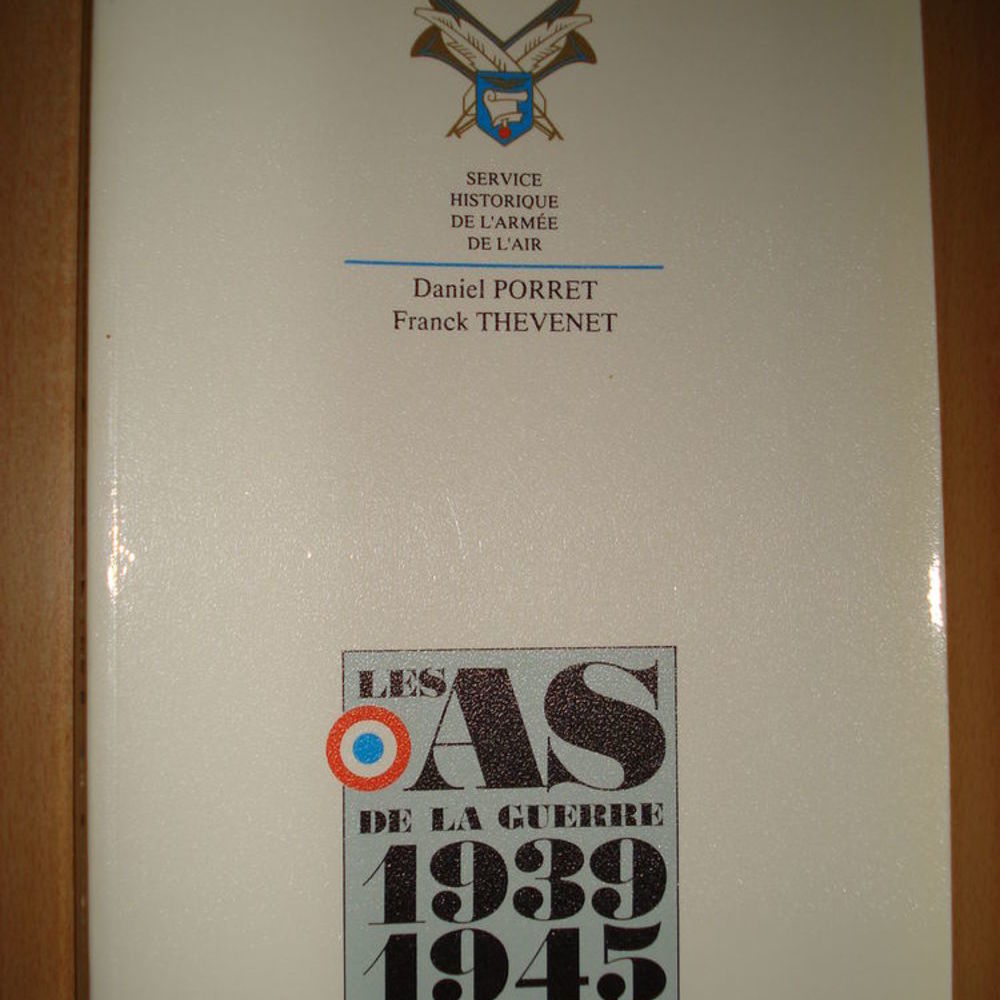 SERVICE
HISTORIQUE
DE L'ARMÉE
DE L'AIR
Daniel PORRET
Franck THEVENET
LES AS
DE LA GUERRE
1939
1945